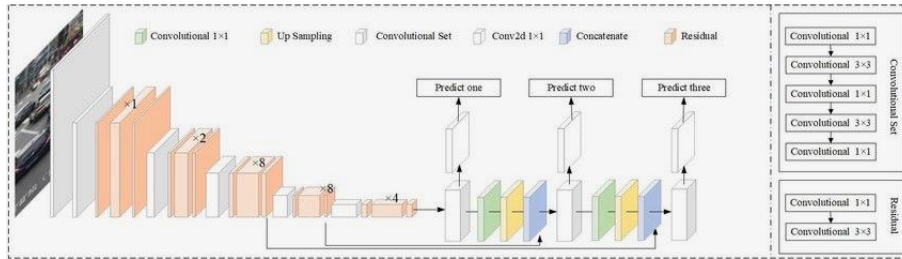 Convolutional 1×1 Up Sampling Convolutional Set Conv2d 1×1 Concatenate Residual
×1
×2
×8
×8
×4
Predict one Predict two Predict three
Convolutional 1×1
Convolutional 3×3
Convolutional 1×1
Convolutional 3×3
Convolutional 1×1
Convolutional Set
Convolutional 1×1
Convolutional 3×3
Residual